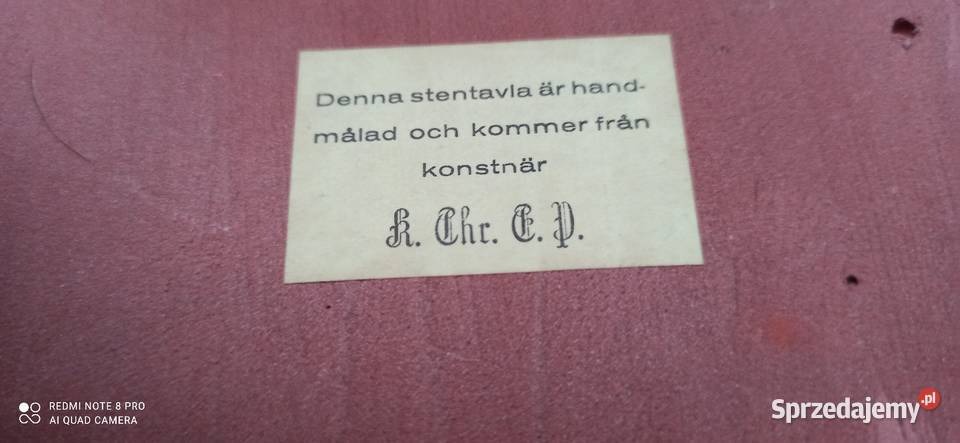 Denna stentavla är hand-
målad och kommer från
konstnär
K. Chr. E. P.
REDMI NOTE 8 PRO
AI QUAD CAMERA
Sprzedajemy.pl